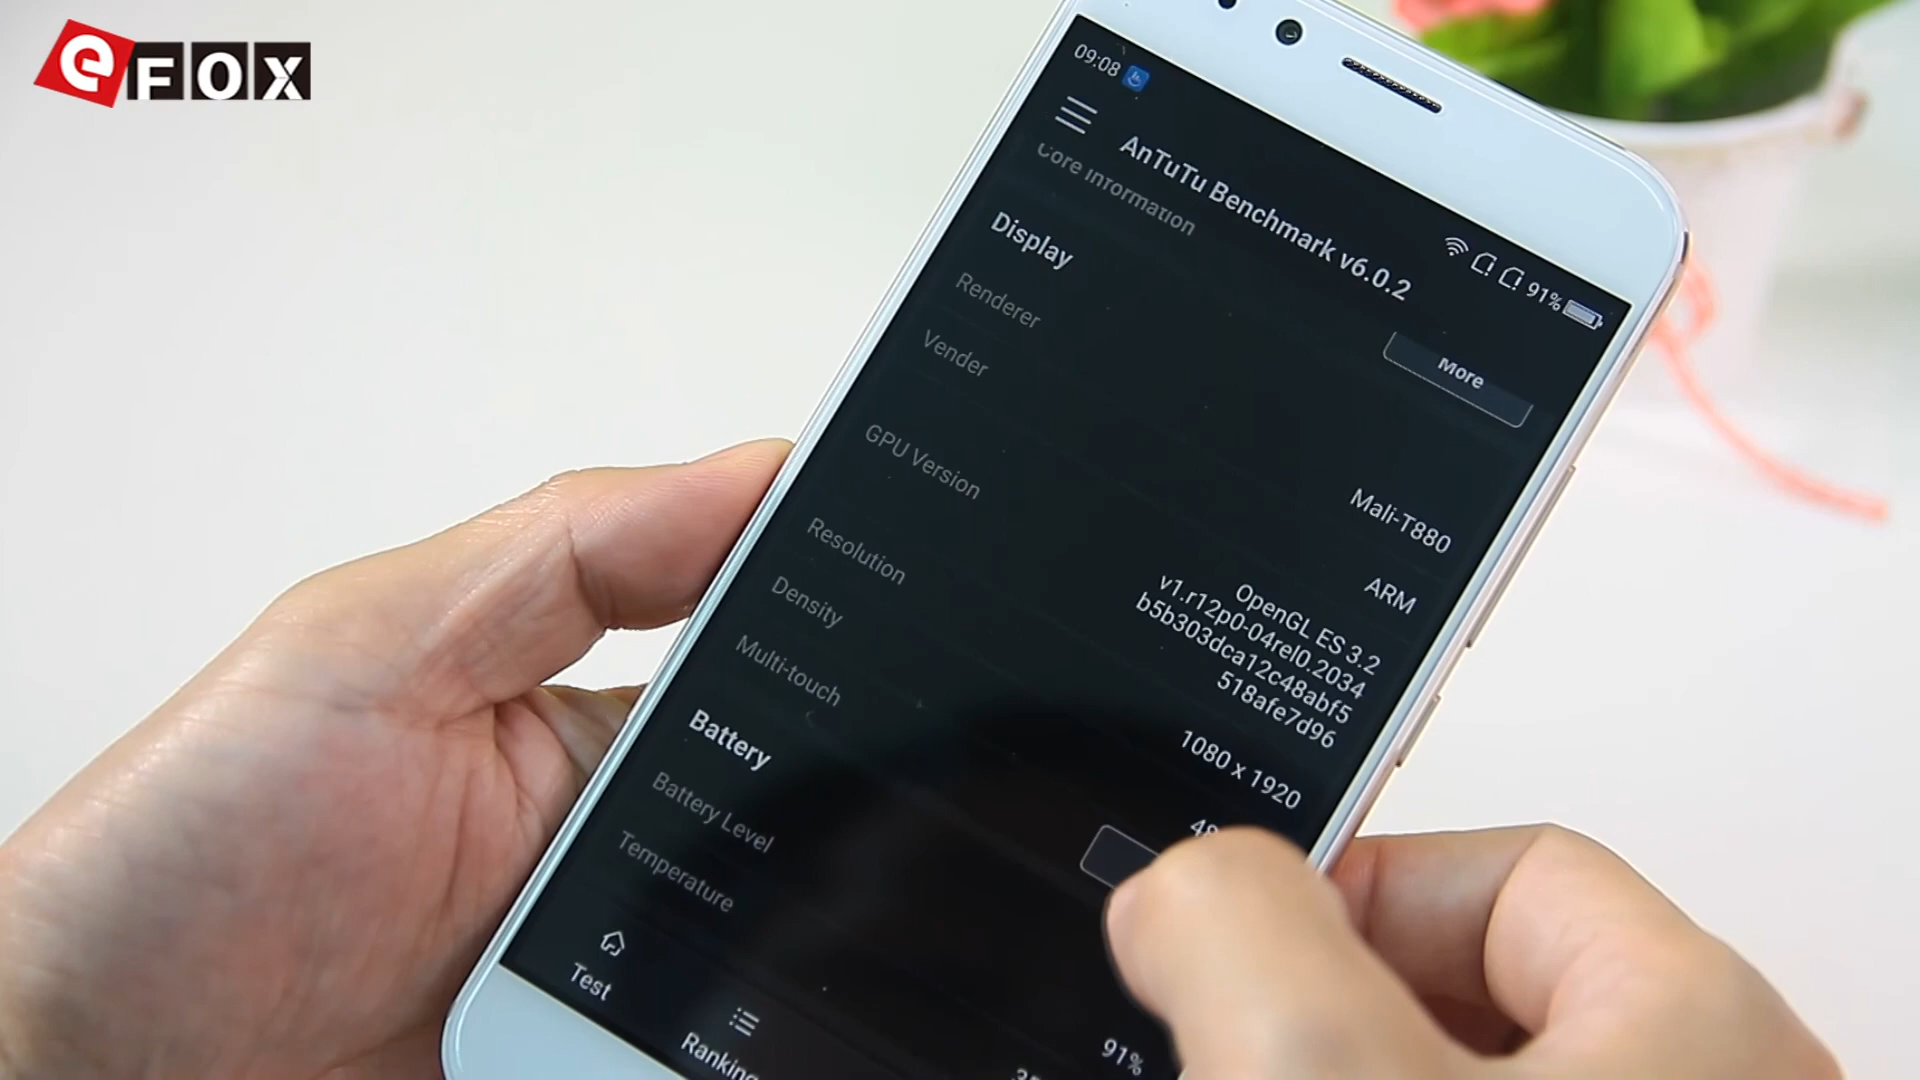 eFOX
09:08
91%
AnTuTu Benchmark v6.0.2
Core Information
More
Display
Renderer
Mali-T880
Vender
ARM
GPU Version
OpenGL ES 3.2
v1.r12p0-04rel0.2034
b5b303dca12c48abf5
518afe7d96
Resolution
1080 x 1920
Density
Multi-touch
Battery
Battery Level
91%
Temperature
Test
Ranking